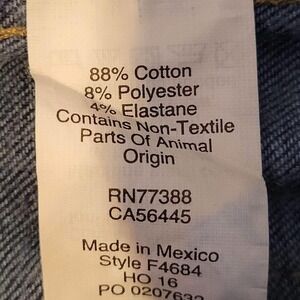 88% Cotton
8% Polyester
4% Elastane
Contains Non-Textile
Parts Of Animal
Origin
RN77388
CA56445
Made in Mexico
Style F4684
HO 16
PO 0207632